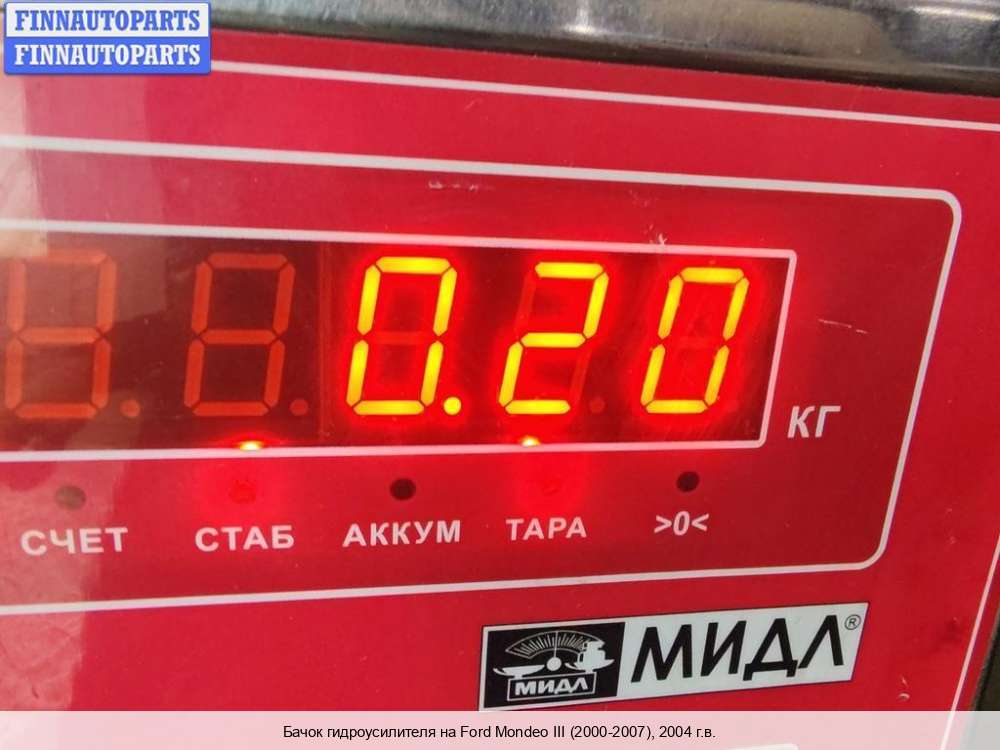 FINNAUTOPARTS
FINNAUTOPARTS
0.20
КГ
СЧЕТ СТАБ АККУМ ТАРА >0<
МИДЛ МИДЛ®
Бачок гидроусилителя на Ford Mondeo III (2000-2007), 2004 г.в.